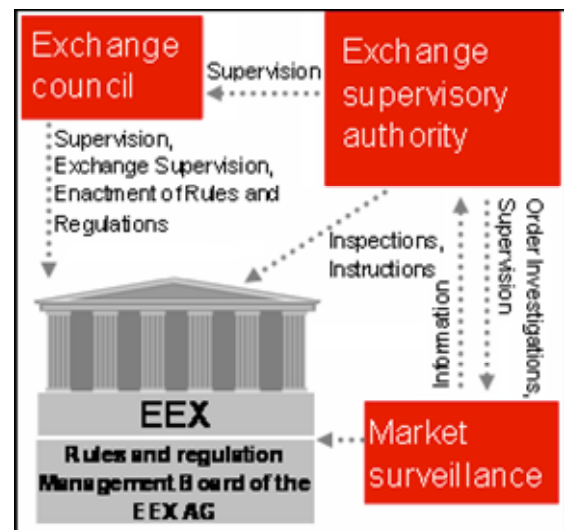 Exchange
council
Supervision
Exchange
supervisory
authority
Supervision,
Exchange Supervision,
Enactment of Rules and
Regulations
Inspections,
Instructions
Information
Order Investigations,
Supervision
EEX
Rules and regulation
Management Board of the
EEX AG
Market
surveillance